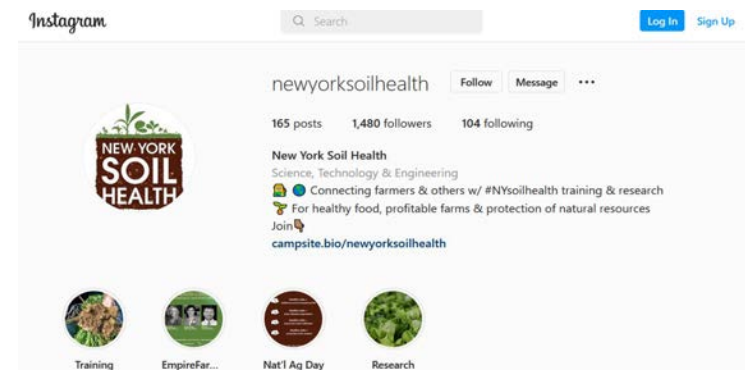 Instagram
Search
Log In
Sign Up
newyorksoilhealth
Follow
Message
165 posts
1,480 followers
104 following
NEW YORK
SOIL
HEALTH
New York Soil Health
Science, Technology & Engineering
Connecting farmers & others w/ #NYsoilhealth training & research
For healthy food, profitable farms & protection of natural resources
Join
campsite.bio/newyorksoilhealth
Training
EmpireFar...
Nat'l Ag Day
Research